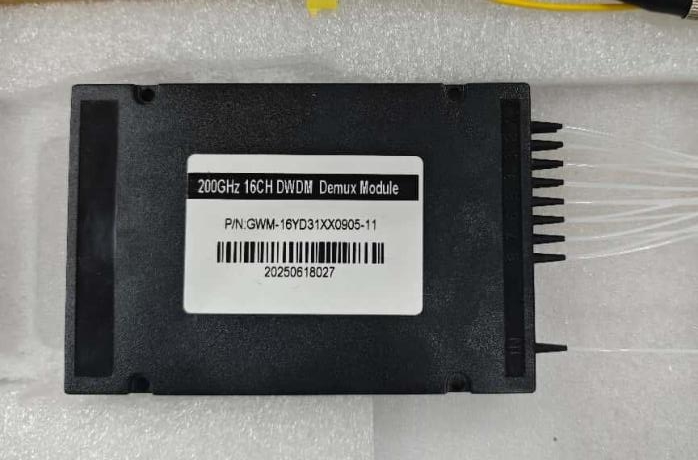 200GHz 16CH DWDM Demux Module
P/N:GWM-16YD31XX0905-11
20250618027